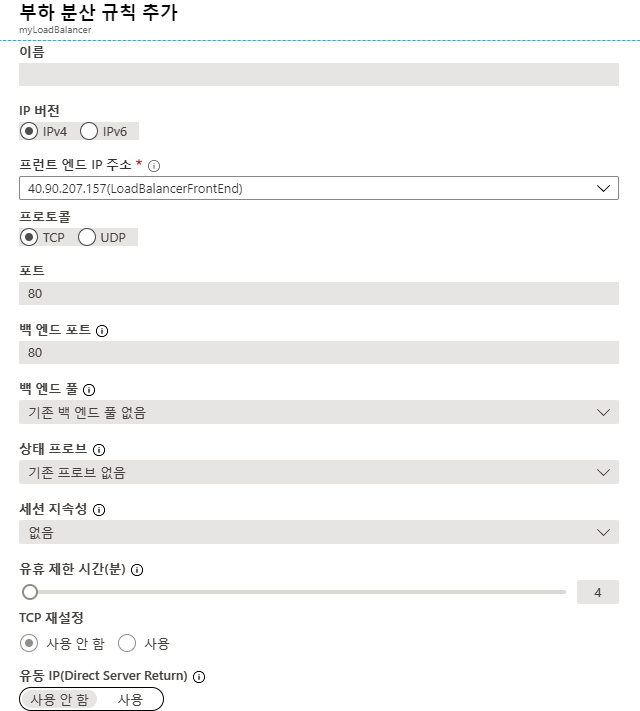 부하 분산 규칙 추가
myLoadBalancer
이름
IP 버전
IPv4 IPv6
프런트 엔드 IP 주소 *
40.90.207.157(LoadBalancerFrontEnd)
프로토콜
TCP UDP
포트
80
백 엔드 포트
80
백 엔드 풀
기존 백 엔드 풀 없음
상태 프로브
기존 프로브 없음
세션 지속성
없음
유휴 제한 시간(분)
4
TCP 재설정
사용 안 함 사용
유동 IP(Direct Server Return)
사용 안 함 사용